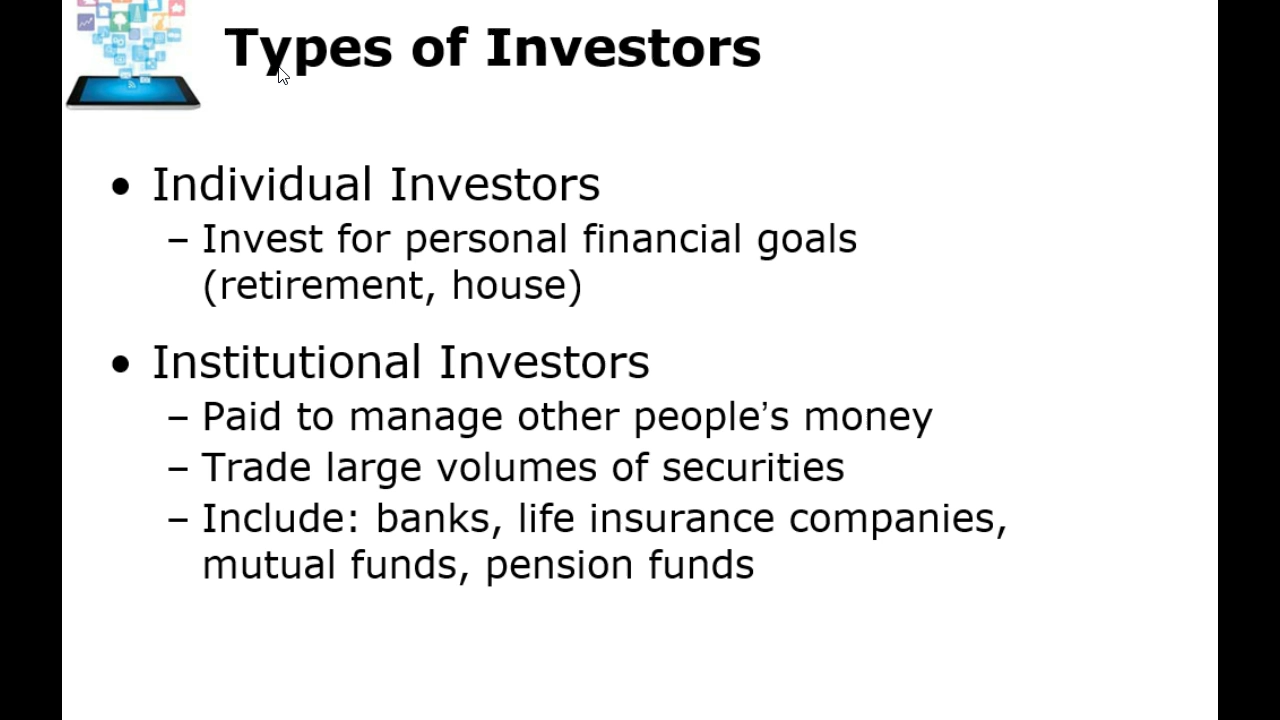 Types of Investors
• Individual Investors
– Invest for personal financial goals
(retirement, house)
• Institutional Investors
– Paid to manage other people’s money
– Trade large volumes of securities
– Include: banks, life insurance companies,
mutual funds, pension funds